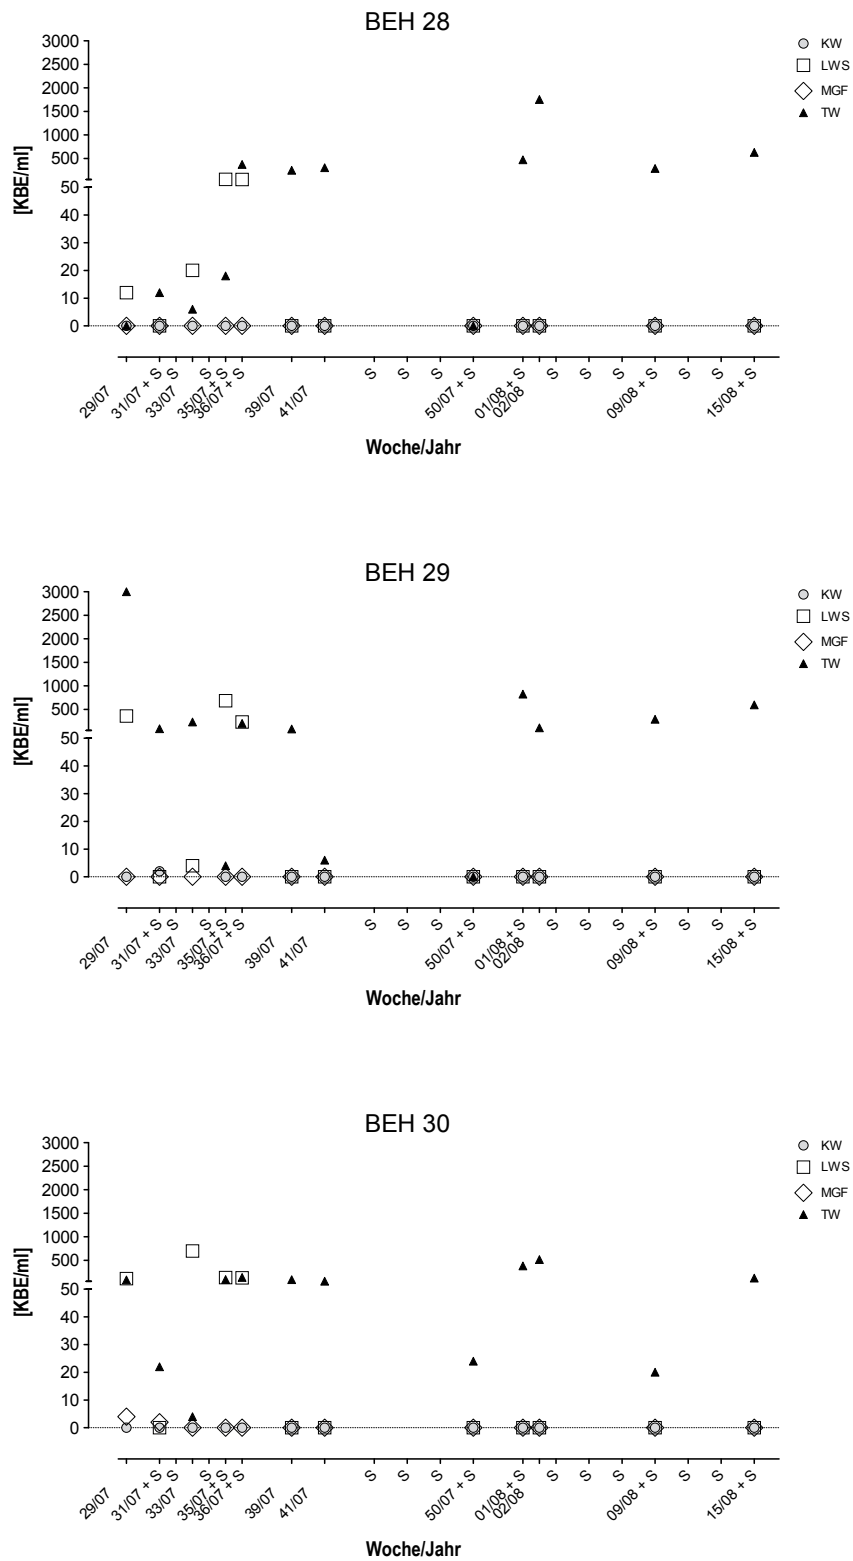 BEH 28
3000
2500
2000
1500
1000
500
50
40
30
20
10
0
[KBE/ml]
KW
LWS
MGF
TW
29/07
31/07 + S
S
33/07
S
35/07 + S
36/07 + S
39/07
41/07
S
S
S
50/07 + S
01/08 + S
02/08
S
S
S
09/08 + S
S
S
15/08 + S
Woche/Jahr
BEH 29
3000
2500
2000
1500
1000
500
50
40
30
20
10
0
[KBE/ml]
KW
LWS
MGF
TW
29/07
31/07 + S
S
33/07
S
35/07 + S
36/07 + S
39/07
41/07
S
S
S
50/07 + S
01/08 + S
02/08
S
S
S
09/08 + S
S
S
15/08 + S
Woche/Jahr
BEH 30
3000
2500
2000
1500
1000
500
50
40
30
20
10
0
[KBE/ml]
KW
LWS
MGF
TW
29/07
31/07 + S
S
33/07
S
35/07 + S
36/07 + S
39/07
41/07
S
S
S
50/07 + S
01/08 + S
02/08
S
S
S
09/08 + S
S
S
15/08 + S
Woche/Jahr